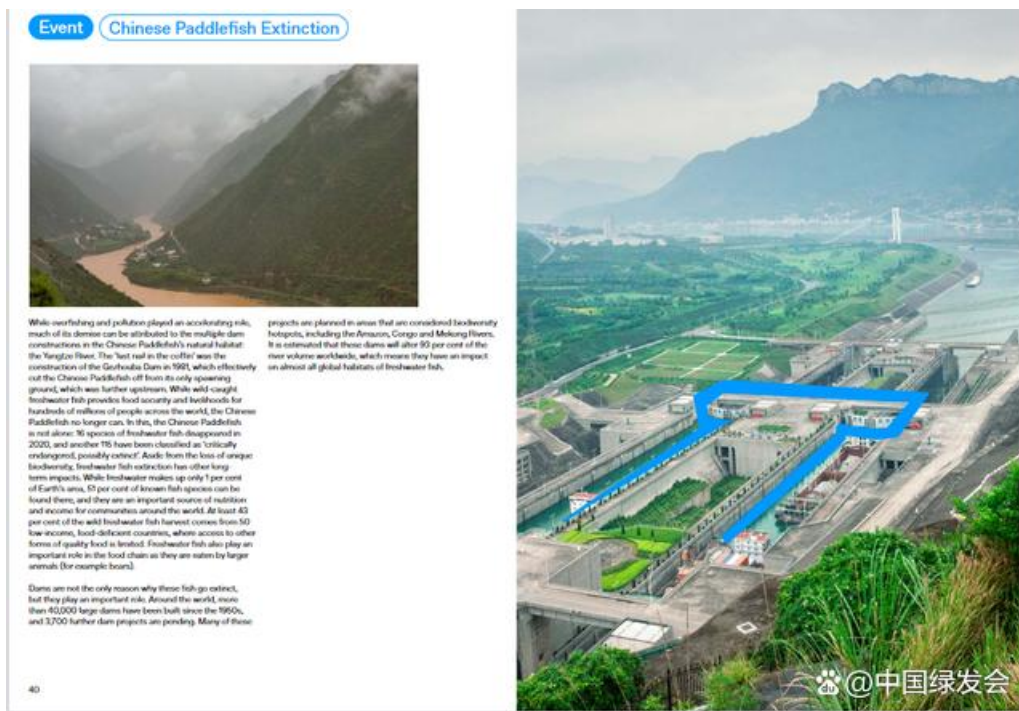 Event
Chinese Paddlefish Extinction
While overfishing and pollution played an accelerating role,
much of its demise can be attributed to the multiple dam
constructions in the Chinese Paddlefish's natural habitat:
the Yangtze River. The 'last nail in the coffin' was the
construction of the Gezhouba Dam in 1981, which effectively
cut the Chinese Paddlefish off from its only spawning
ground, which was further upstream. While wild-caught
freshwater fish provides food security and livelihoods for
hundreds of millions of people across the world, the Chinese
Paddlefish no longer can. In this, the Chinese Paddlefish
is not alone: 16 species of freshwater fish disappeared in
2020, and another 115 have been classified as 'critically
endangered, possibly extinct'. Aside from the loss of unique
biodiversity, freshwater fish extinction has other long-
term impacts. While freshwater makes up only 1 per cent
of Earth's area, 51 per cent of known fish species can be
found there, and they are an important source of nutrition
and income for communities around the world. At least 43
per cent of the wild freshwater fish harvest comes from 50
low-income, food-deficient countries, where access to other
forms of quality food is limited. Freshwater fish also play an
important role in the food chain as they are eaten by larger
animals (for example bears).
Dams are not the only reason why these fish go extinct,
but they play an important role. Around the world, more
than 40,000 large dams have been built since the 1950s,
and 3,700 further dam projects are pending. Many of these
projects are planned in areas that are considered biodiversity
hotspots, including the Amazon, Congo and Mekong Rivers.
It is estimated that these dams will alter 93 per cent of the
river volume worldwide, which means they have an impact
on almost all global habitats of freshwater fish.
40
du @中国绿发会